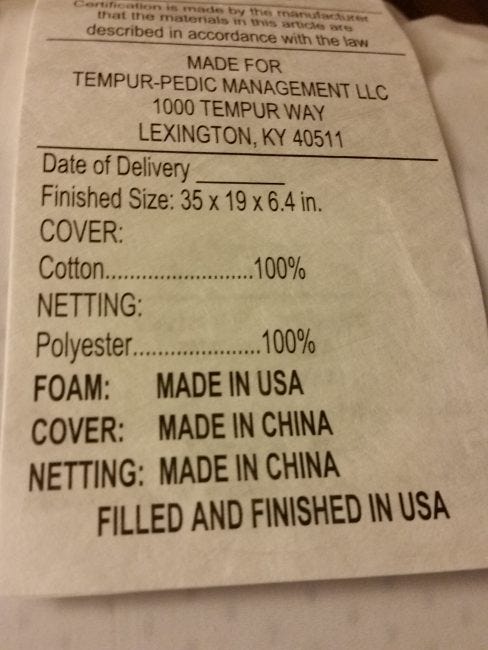 Certification is made by the manufacturer
that the materials in this article are
described in accordance with the law
MADE FOR
TEMPUR-PEDIC MANAGEMENT LLC
1000 TEMPUR WAY
LEXINGTON, KY 40511
Date of Delivery ___________
Finished Size: 35 x 19 x 6.4 in.
COVER:
Cotton........................100%
NETTING:
Polyester.....................100%
FOAM: MADE IN USA
COVER: MADE IN CHINA
NETTING: MADE IN CHINA
FILLED AND FINISHED IN USA